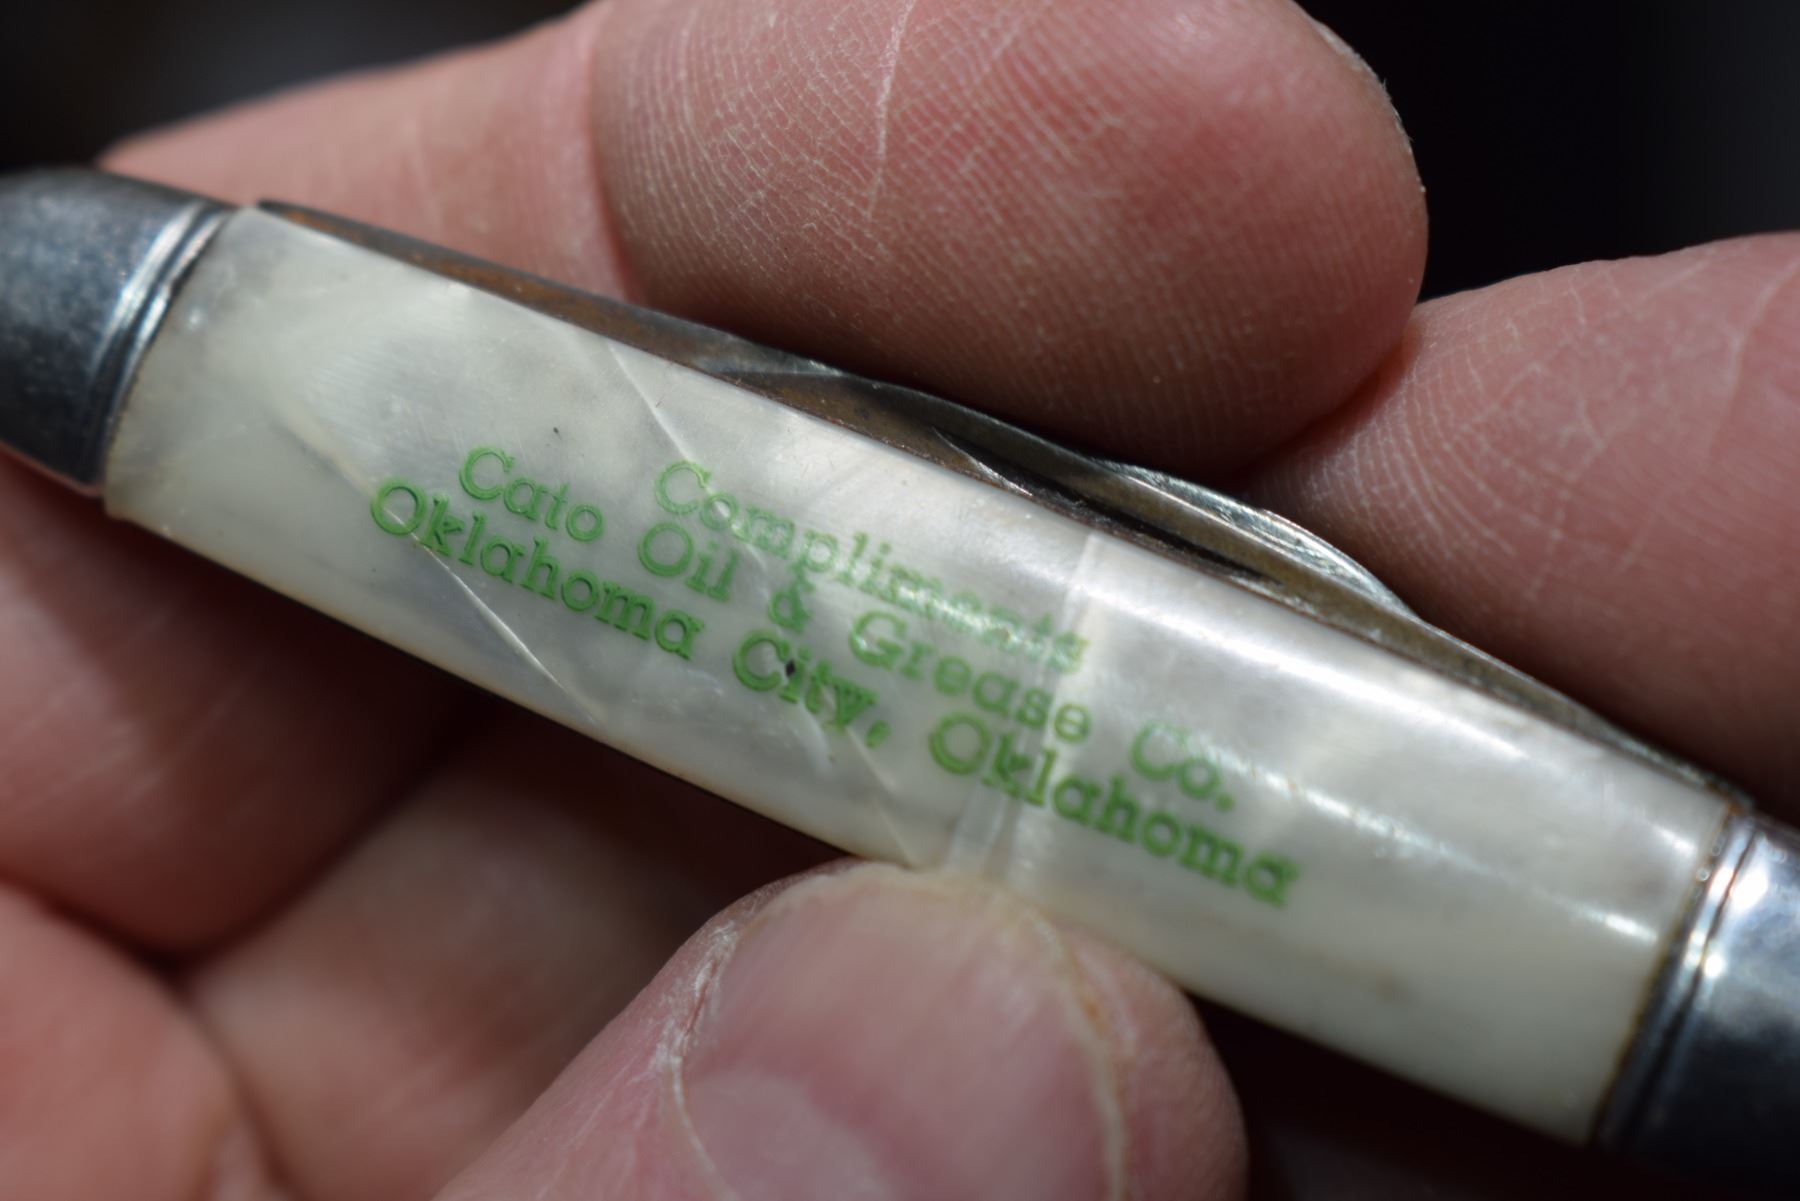 Compliments
Cato Oil & Grease Co.
Oklahoma City, Oklahoma